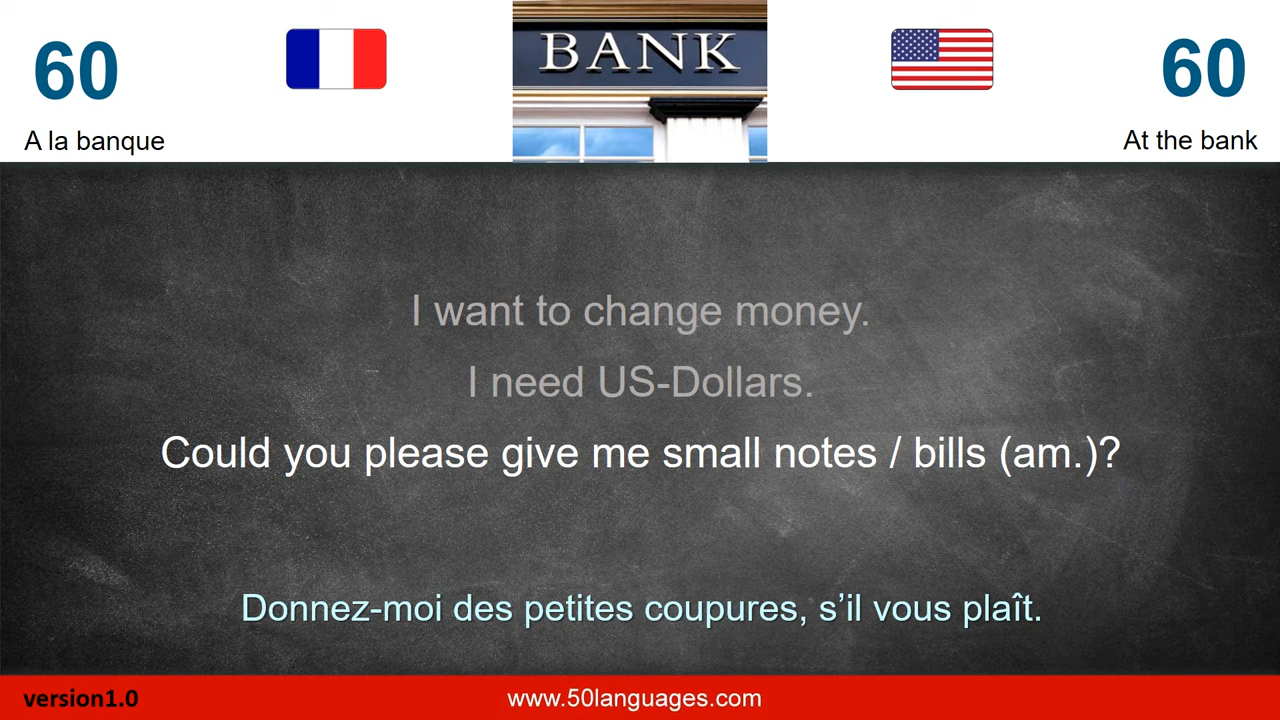 60
BANK
60
A la banque
At the bank
I want to change money.
I need US-Dollars.
Could you please give me small notes / bills (am.)?
Donnez-moi des petites coupures, s’il vous plaît.
version1.0
www.50languages.com